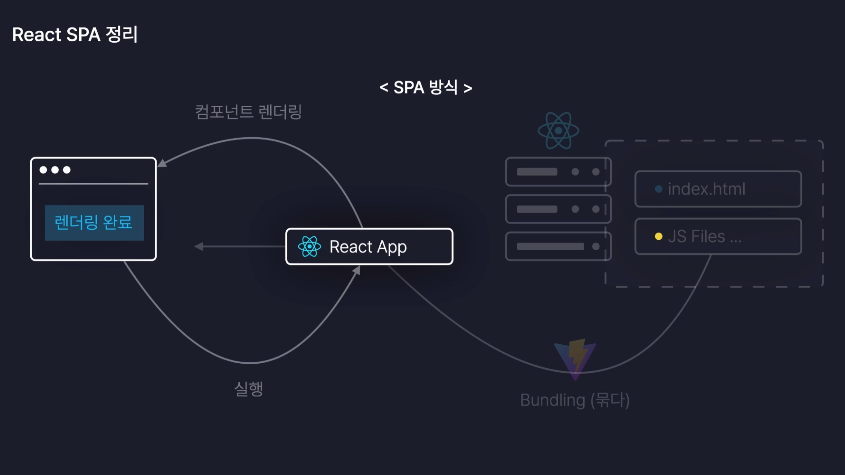 React SPA 정리
< SPA 방식 >
컴포넌트 렌더링
index.html
렌더링 완료
JS Files ...
React App
실행
Bundling (묶다)